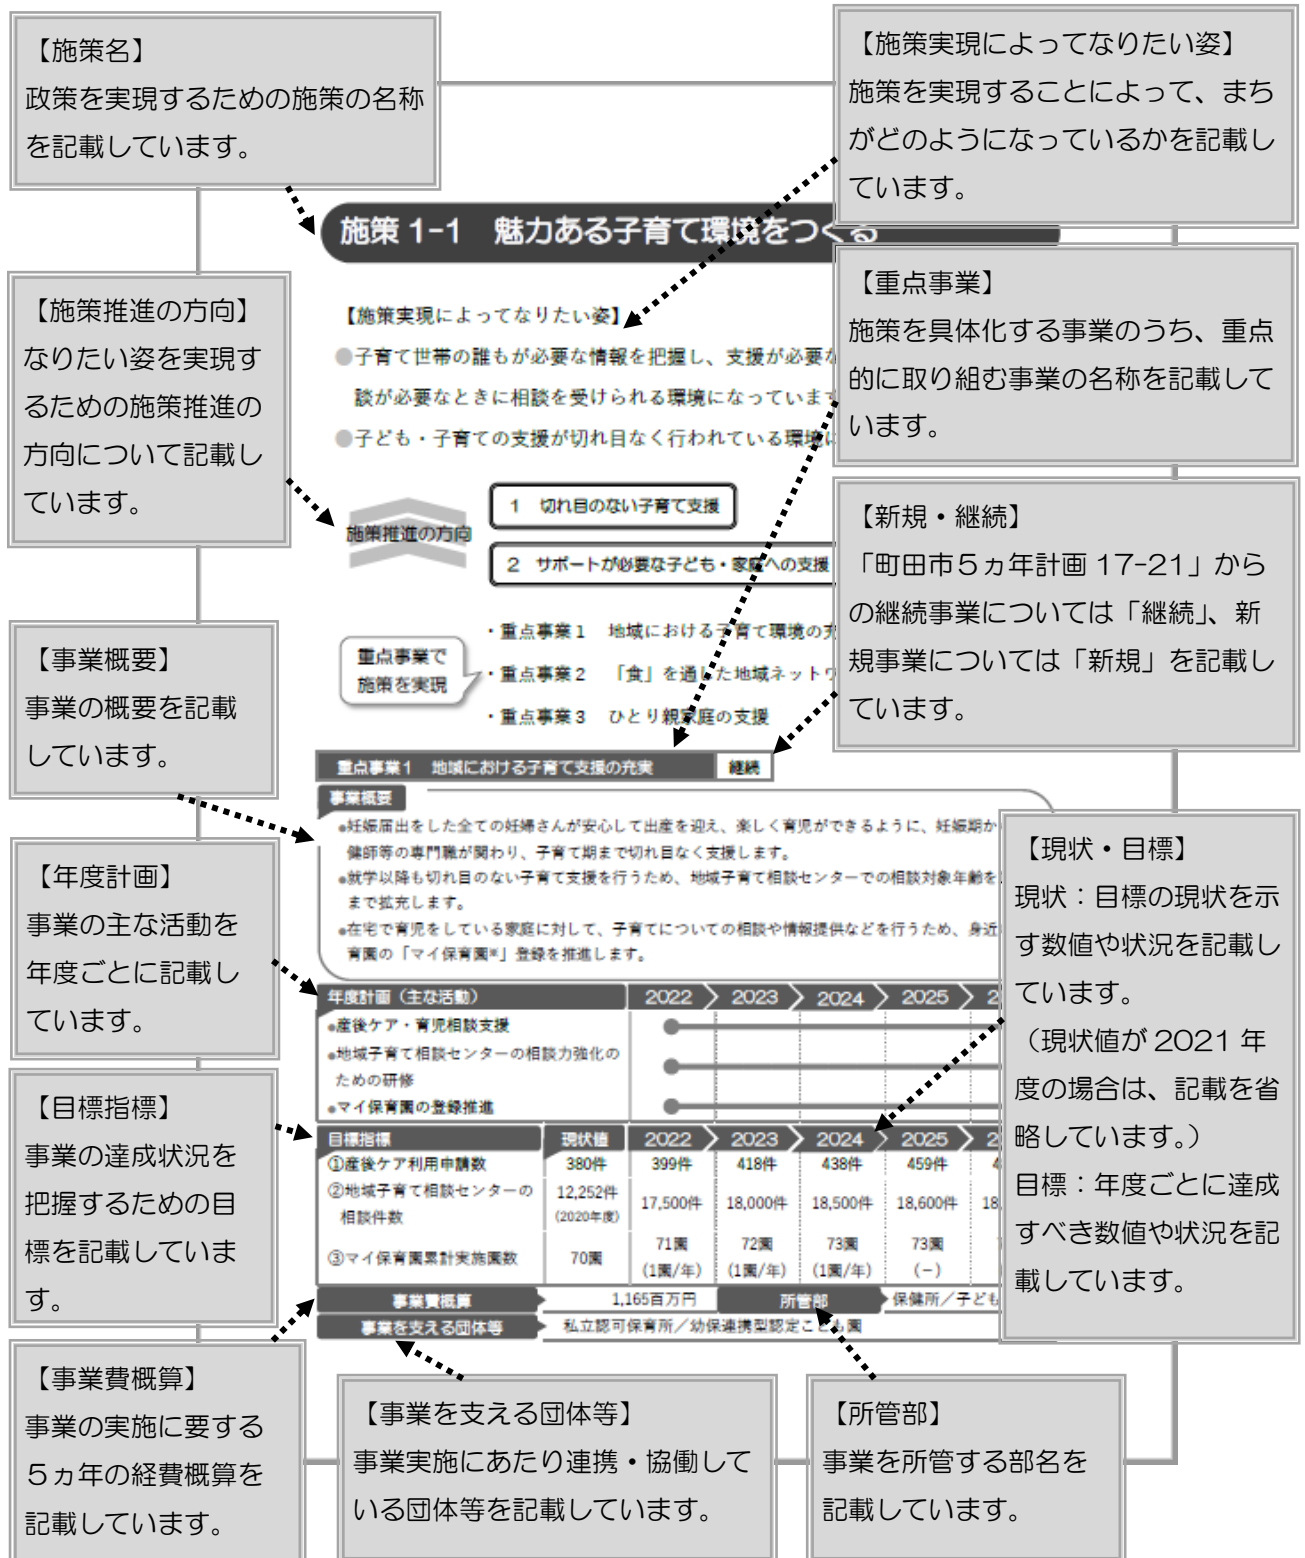 【施策名】
政策を実現するための施策の名称
を記載しています。
【施策実現によってなりたい姿】
施策を実現することによって、まち
がどのようになっているかを記載し
ています。
施策 1-1 魅力ある子育て環境をつくる
【施策推進の方向】
なりたい姿を実現す
るための施策推進の
方向について記載し
ています。
【重点事業】
施策を具体化する事業のうち、重点
的に取り組む事業の名称を記載して
います。
【施策実現によってなりたい姿】
●子育て世帯の誰もが必要な情報を把握し、支援が必要な
談が必要なときに相談を受けられる環境になっています
●子ども・子育ての支援が切れ目なく行われている環境に
施策推進の方向
1 切れ目のない子育て支援
2 サポートが必要な子ども・家庭への支援
【新規・継続】
「町田市5ヵ年計画 17-21」から
の継続事業については「継続」、新
規事業については「新規」を記載し
ています。
重点事業で
施策を実現
・重点事業1 地域における子育て環境の充
・重点事業2 「食」を通した地域ネットワ
・重点事業3 ひとり親家庭の支援
【事業概要】
事業の概要を記載
しています。
重点事業1 地域における子育て支援の充実 継続
事業概要
●妊娠届出をした全ての妊婦さんが安心して出産を迎え、楽しく育児ができるように、妊娠期か
健師等の専門職が関わり、子育て期まで切れ目なく支援します。
●就学以降も切れ目のない子育て支援を行うため、地域子育て相談センターでの相談対象年齢を
まで拡充します。
●在宅で育児をしている家庭に対して、子育てについての相談や情報提供などを行うため、身近
育園の「マイ保育園※」登録を推進します。
【年度計画】
事業の主な活動を
年度ごとに記載し
ています。
【現状・目標】
現状：目標の現状を示
す数値や状況を記載し
ています。
（現状値が 2021 年
度の場合は、記載を省
略しています。）
目標：年度ごとに達成
すべき数値や状況を記
載しています。
年度計画（主な活動） 2022 2023 2024 2025 2
●産後ケア・育児相談支援
●地域子育て相談センターの相談力強化の
ための研修
●マイ保育園の登録推進
【目標指標】
事業の達成状況を
把握するための目
標を記載していま
す。
目標指標 現状値 2022 2023 2024 2025 2
①産後ケア利用申請数 380件 399件 418件 438件 459件 4
②地域子育て相談センターの
相談件数 12,252件 (2020年度) 17,500件 18,000件 18,500件 18,600件 18,
③マイ保育園累計実施園数 70園 71園 72園 73園 73園
(1園/年) (1園/年) (1園/年) (－)
事業費概算 1,165百万円 所管部 保健所／子ども
事業を支える団体等 私立認可保育所／幼保連携型認定こども園
【事業費概算】
事業の実施に要する
5ヵ年の経費概算を
記載しています。
【事業を支える団体等】
事業実施にあたり連携・協働して
いる団体等を記載しています。
【所管部】
事業を所管する部名を
記載しています。